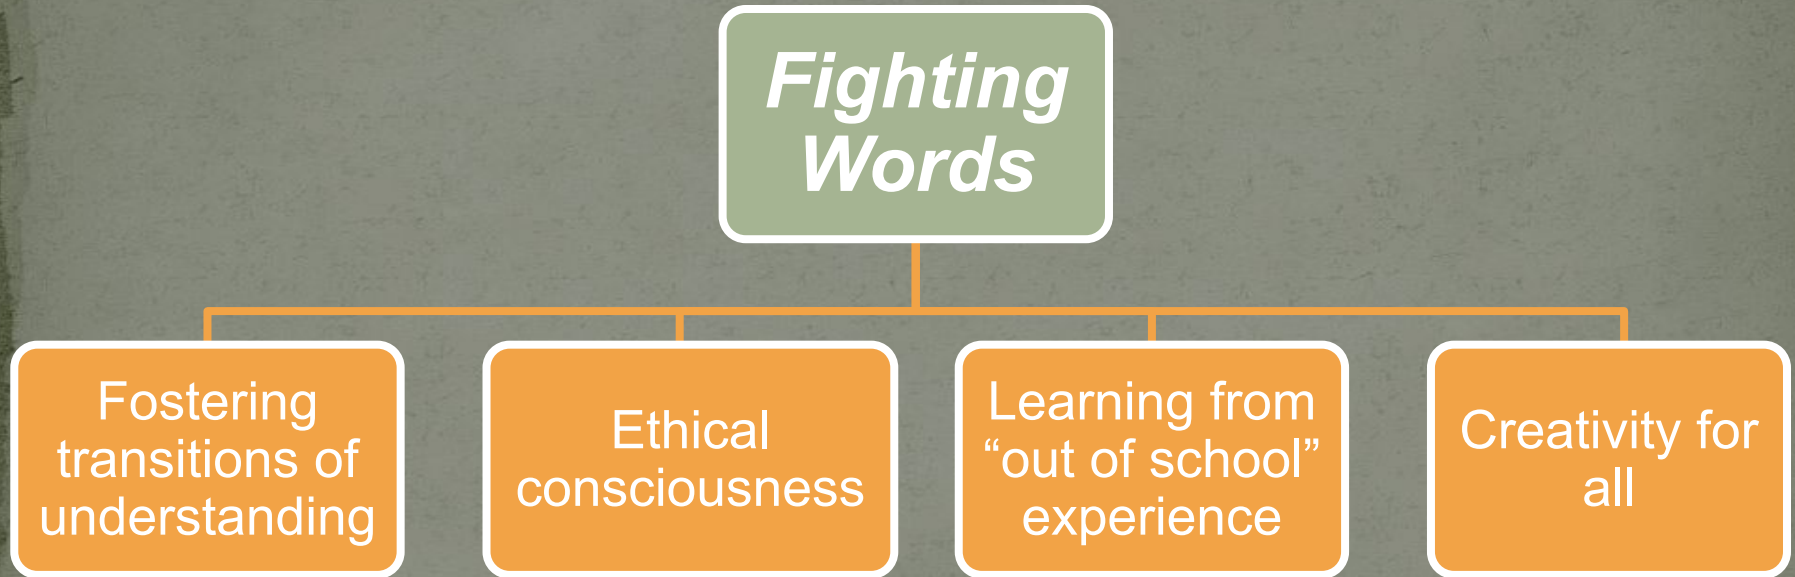 Fighting
Words
Fostering
transitions of
understanding
Ethical
consciousness
Learning from
“out of school”
experience
Creativity for
all